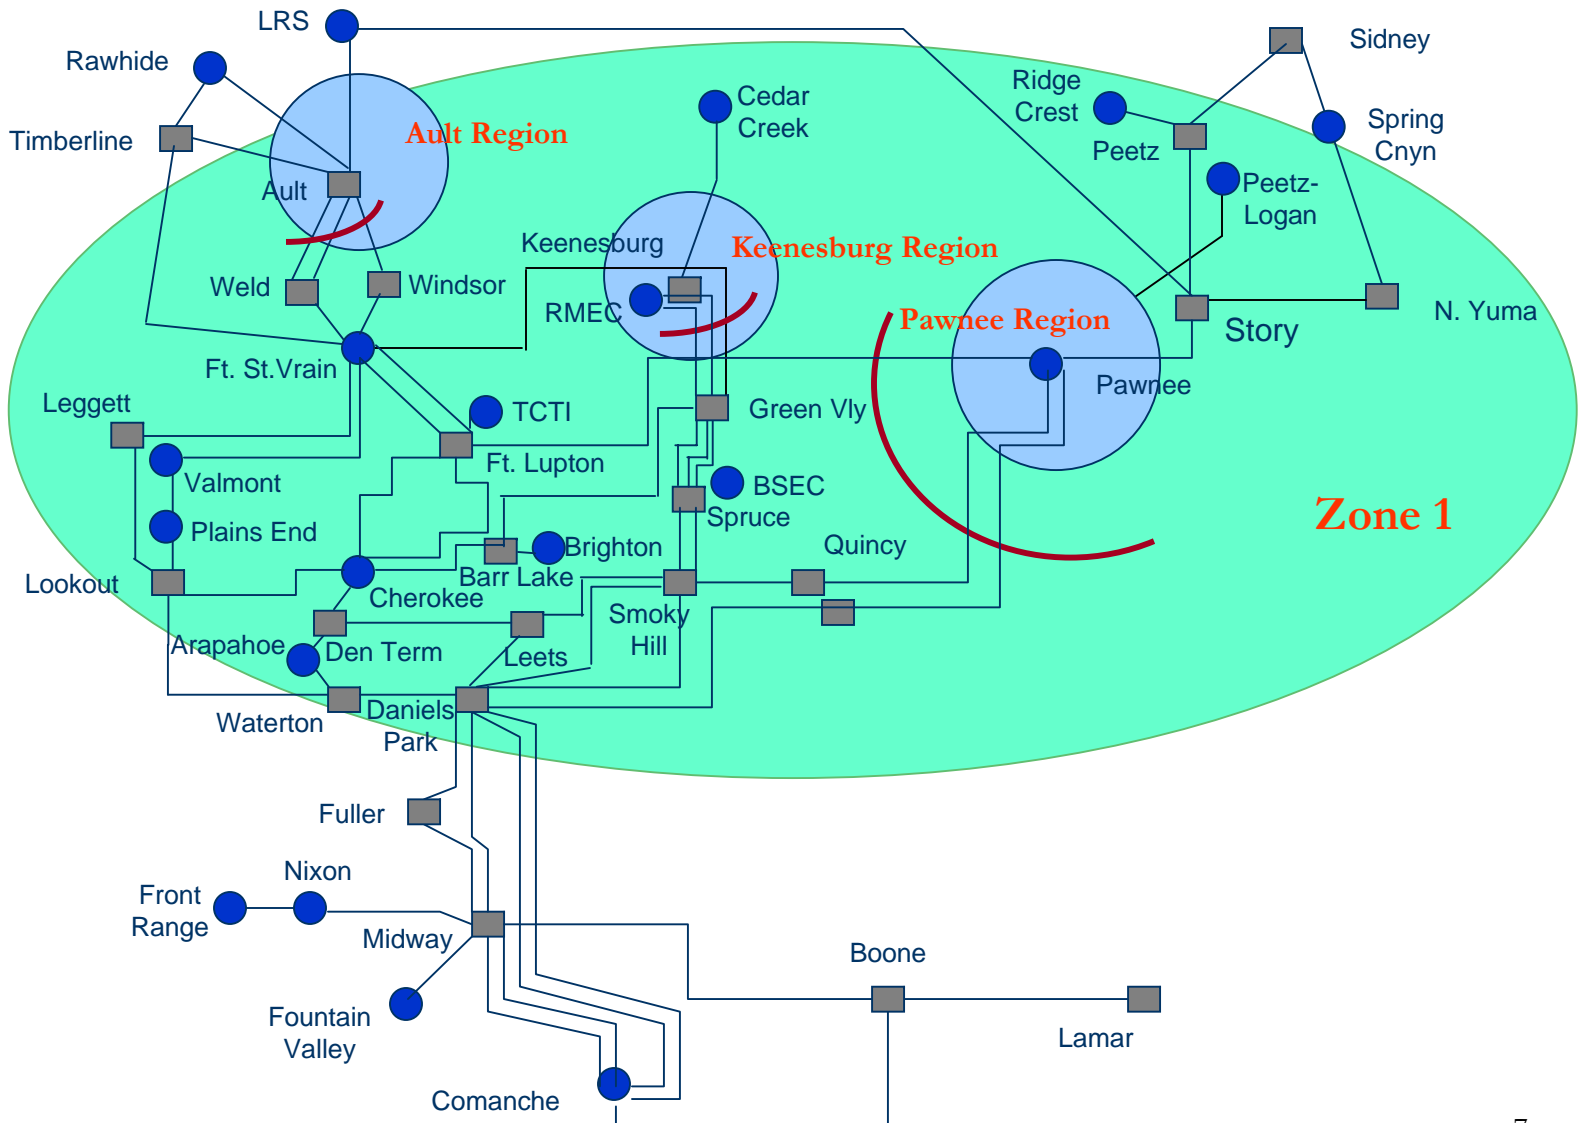 LRS
Sidney
Rawhide
Ridge
Crest
Cedar
Creek
Spring
Cnyn
Timberline
Ault Region
Peetz
Ault
Peetz-
Logan
Keenesburg
Keenesburg Region
Weld
Windsor
RMEC
Pawnee Region
Story
N. Yuma
Ft. St.Vrain
Pawnee
Leggett
TCTI
Green Vly
Ft. Lupton
Valmont
BSEC
Spruce
Zone 1
Plains End
Quincy
Brighton
Barr Lake
Lookout
Cherokee
Smoky
Hill
Arapahoe
Den Term
Leets
Waterton
Daniels
Park
Fuller
Nixon
Front
Range
Midway
Boone
Fountain
Valley
Lamar
Comanche
7